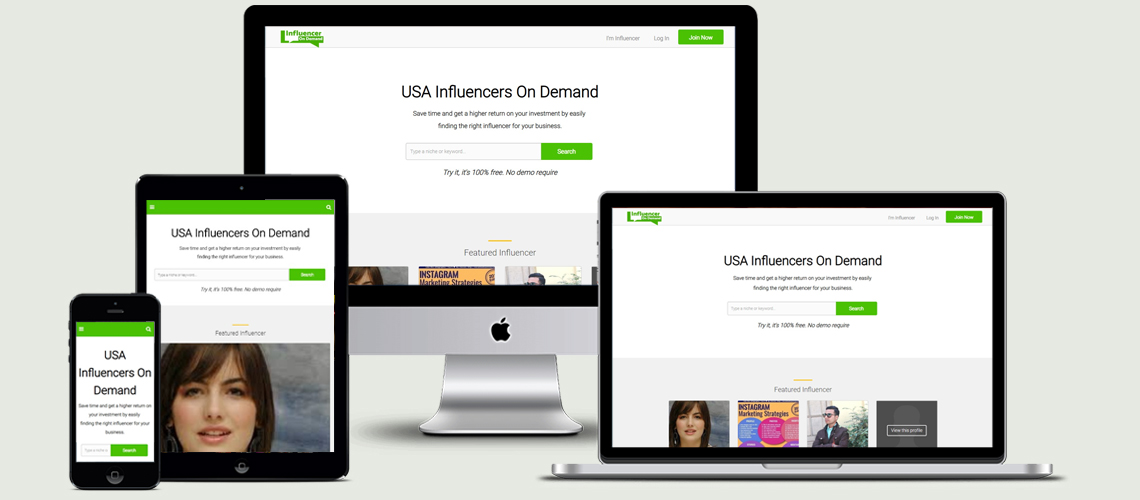 Influencer
On Demand
I'm Influencer
Log In
Join Now
USA Influencers On Demand
Save time and get a higher return on your investment by easily
finding the right influencer for your business.
Type a niche or keyword...
Search
Try it, it's 100% free. No demo require
Featured Influencer
INSTAGRAM
Marketing Strategies
USA Influencers On Demand
Save time and get a higher return on your investment by easily
finding the right influencer for your business.
Type a niche or keyword...
Search
Try it, it's 100% free. No demo require
Featured Influencer
USA
Influencers On
Demand
Save time and get a higher return on
your investment by easily
finding the right influencer for your
business.
Type a niche or
Search
Influencer
On Demand
I'm Influencer
Log In
Join Now
USA Influencers On Demand
Save time and get a higher return on your investment by easily
finding the right influencer for your business.
Type a niche or keyword...
Search
Try it, it's 100% free. No demo require
Featured Influencer
INSTAGRAM
Marketing Strategies
View this profile